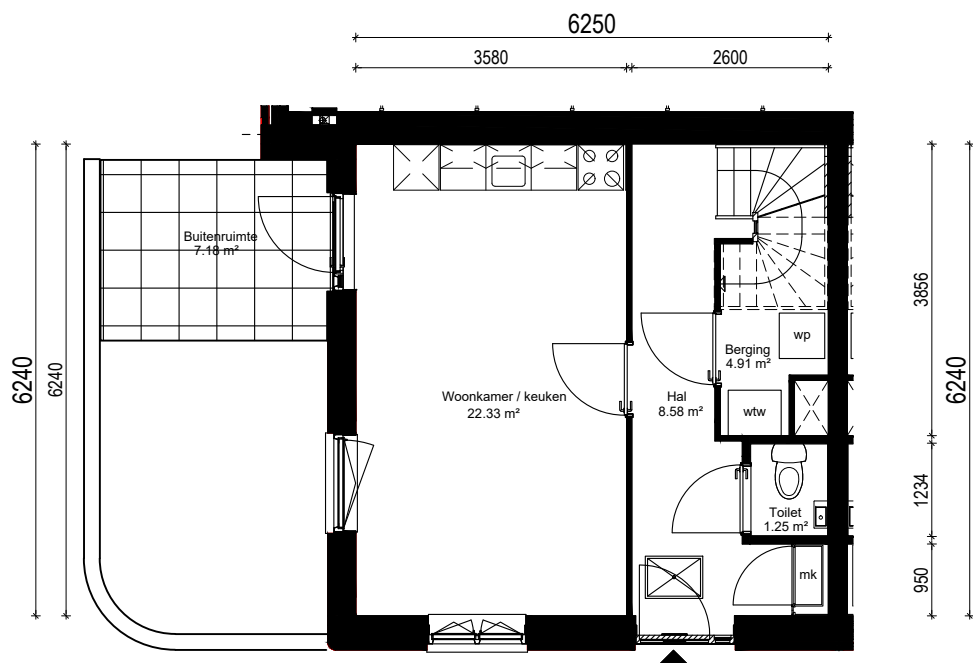 6250
3580
2600
Buitenruimte
7.18 m²
6240
6240
Woonkamer / keuken
22.33 m²
Hal
8.58 m²
Berging
4.91 m²
wp
wtw
Toilet
1.25 m²
mk
3856
1234
950
6240